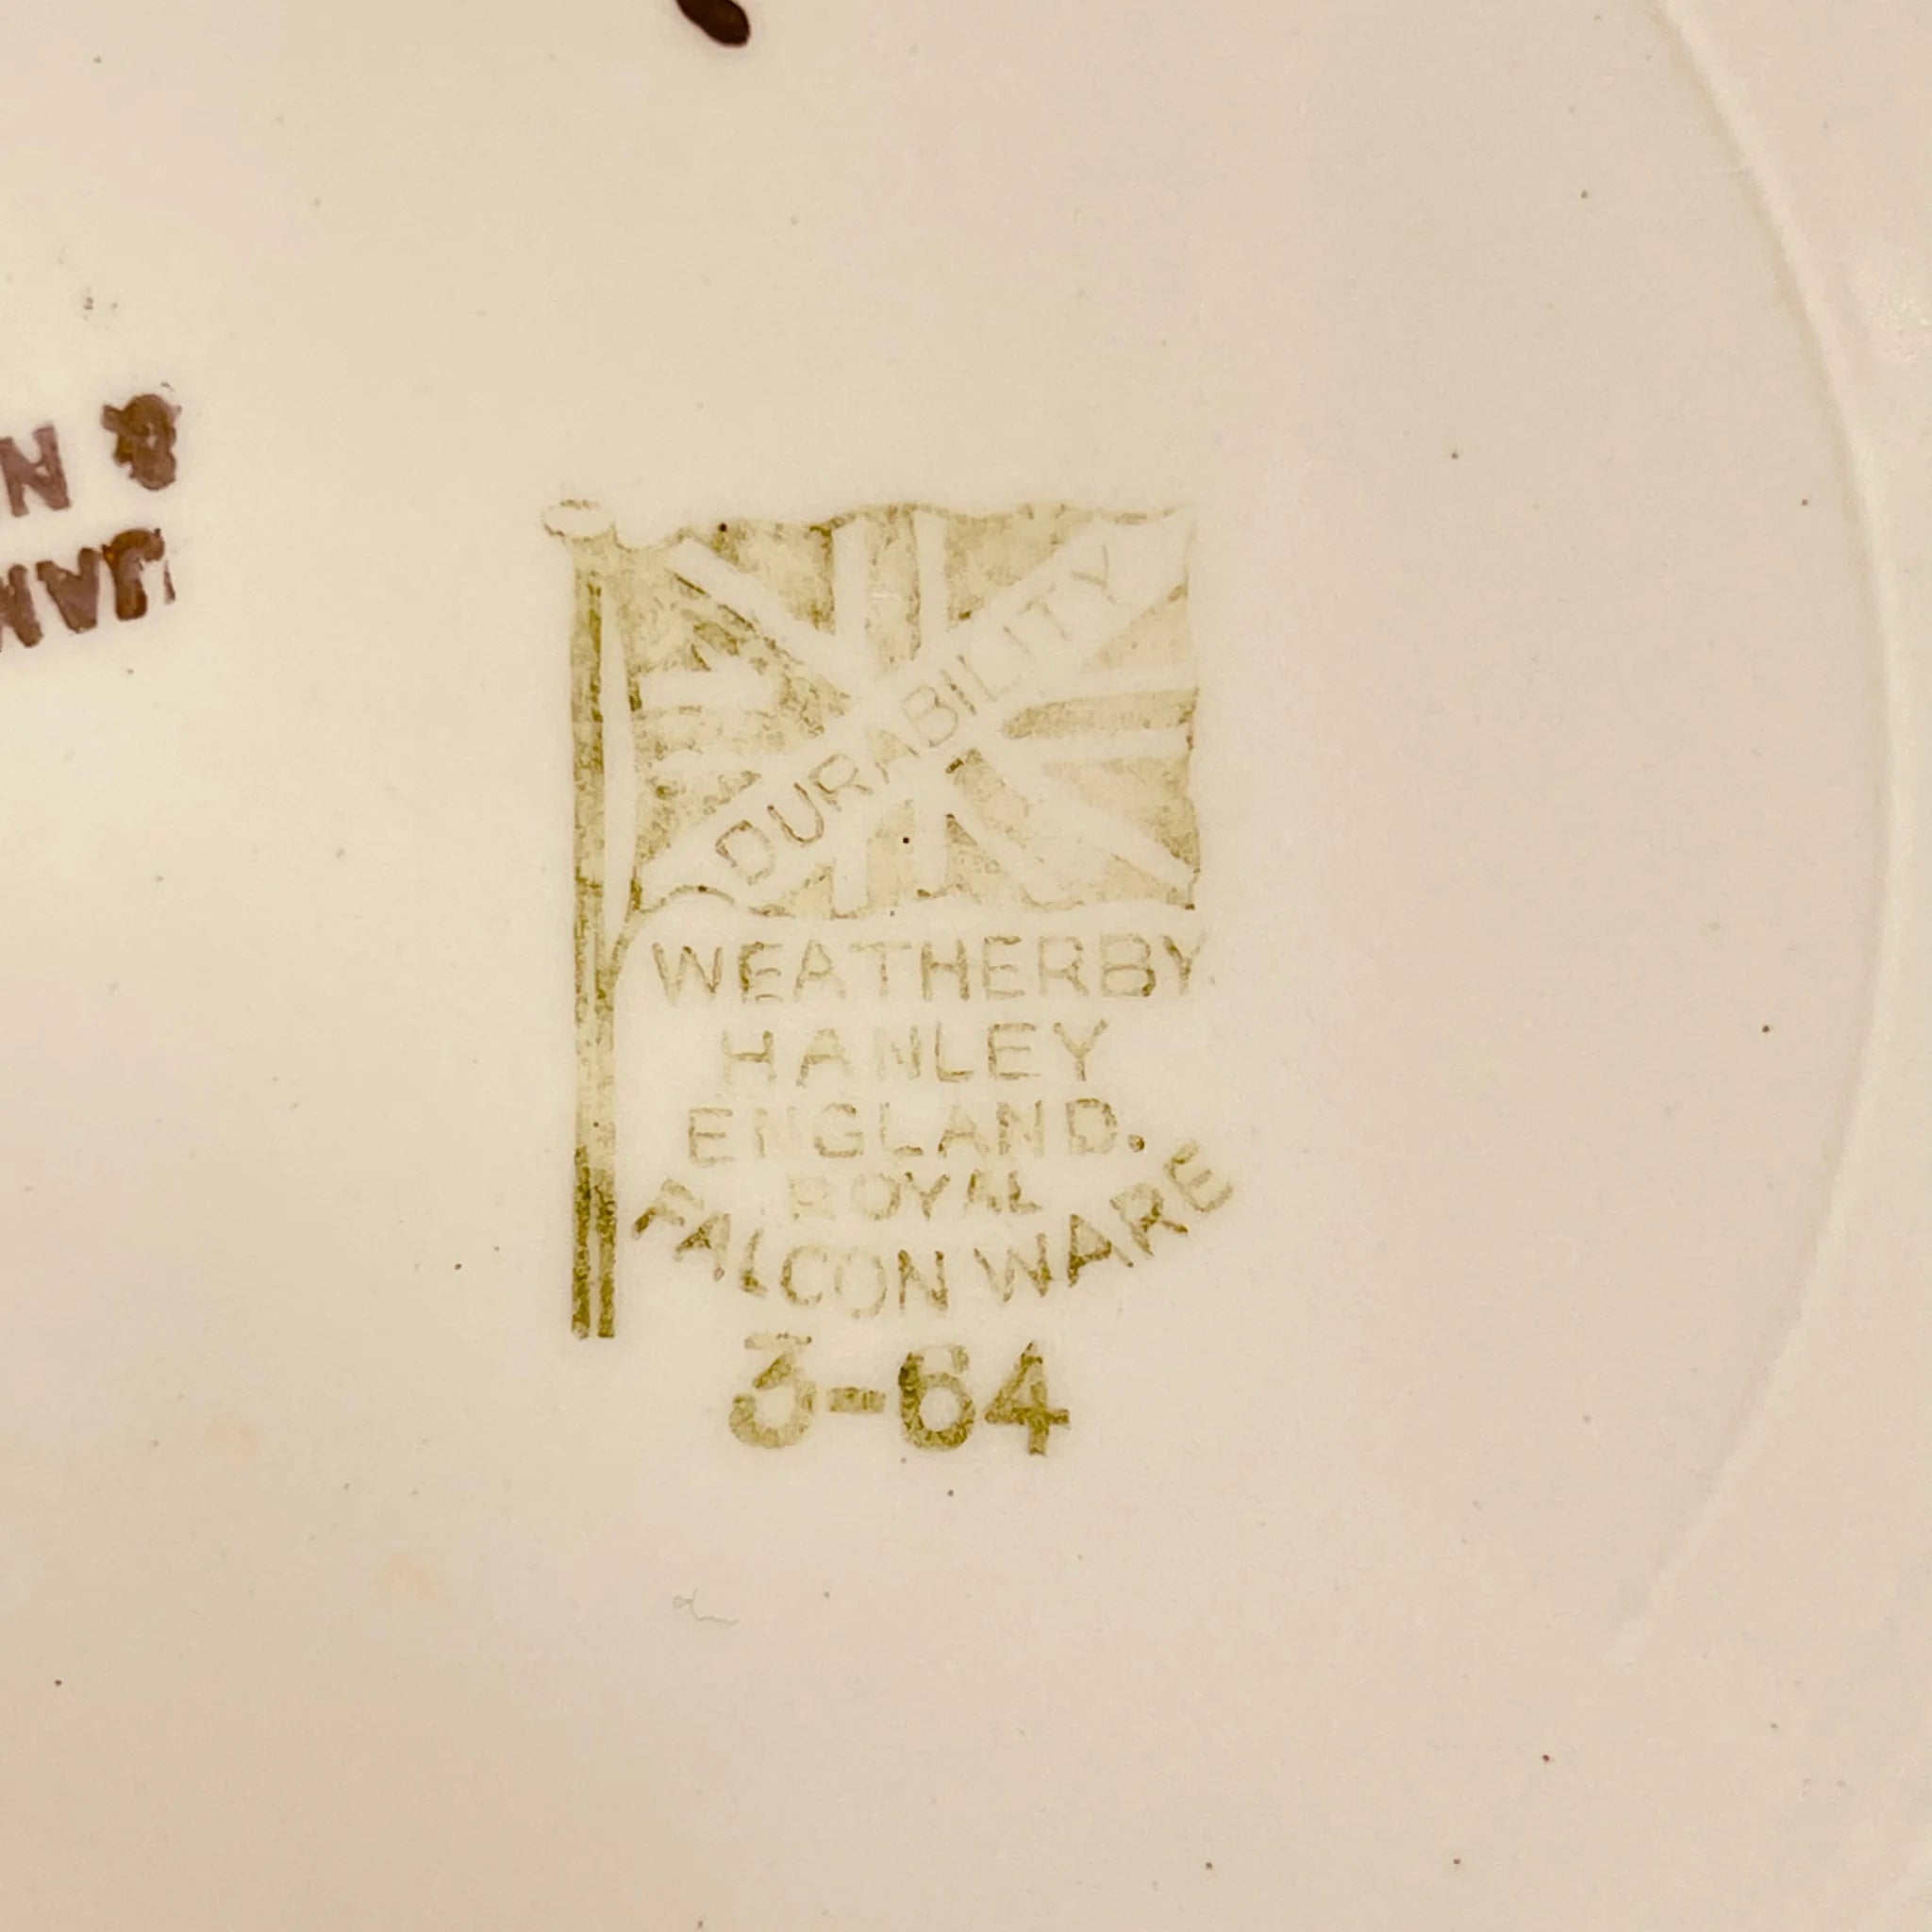 DURABILITY
WEATHERBY
HANLEY
ENGLAND.
ROYAL
FALCON WARE
3-64